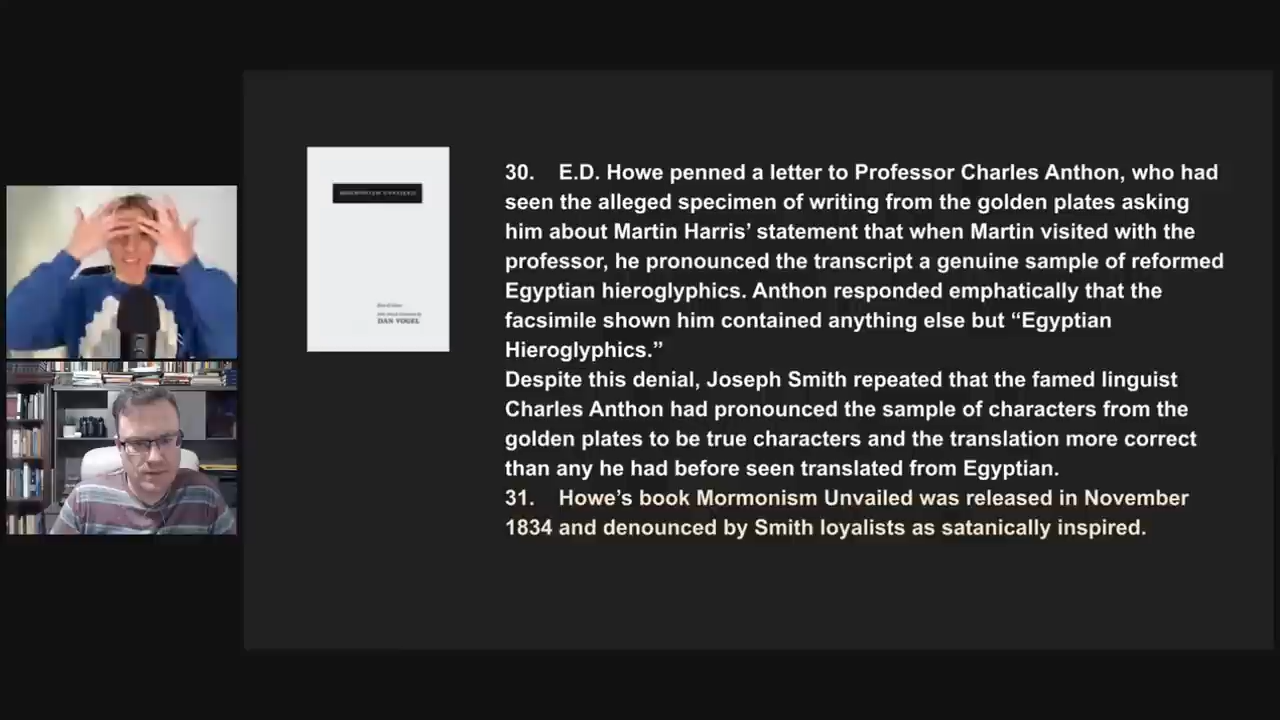 DAN VOGEL
30. E.D. Howe penned a letter to Professor Charles Anthon, who had
seen the alleged specimen of writing from the golden plates asking
him about Martin Harris’ statement that when Martin visited with the
professor, he pronounced the transcript a genuine sample of reformed
Egyptian hieroglyphics. Anthon responded emphatically that the
facsimile shown him contained anything else but “Egyptian
Hieroglyphics.”
Despite this denial, Joseph Smith repeated that the famed linguist
Charles Anthon had pronounced the sample of characters from the
golden plates to be true characters and the translation more correct
than any he had before seen translated from Egyptian.
31. Howe’s book Mormonism Unvailed was released in November
1834 and denounced by Smith loyalists as satanically inspired.